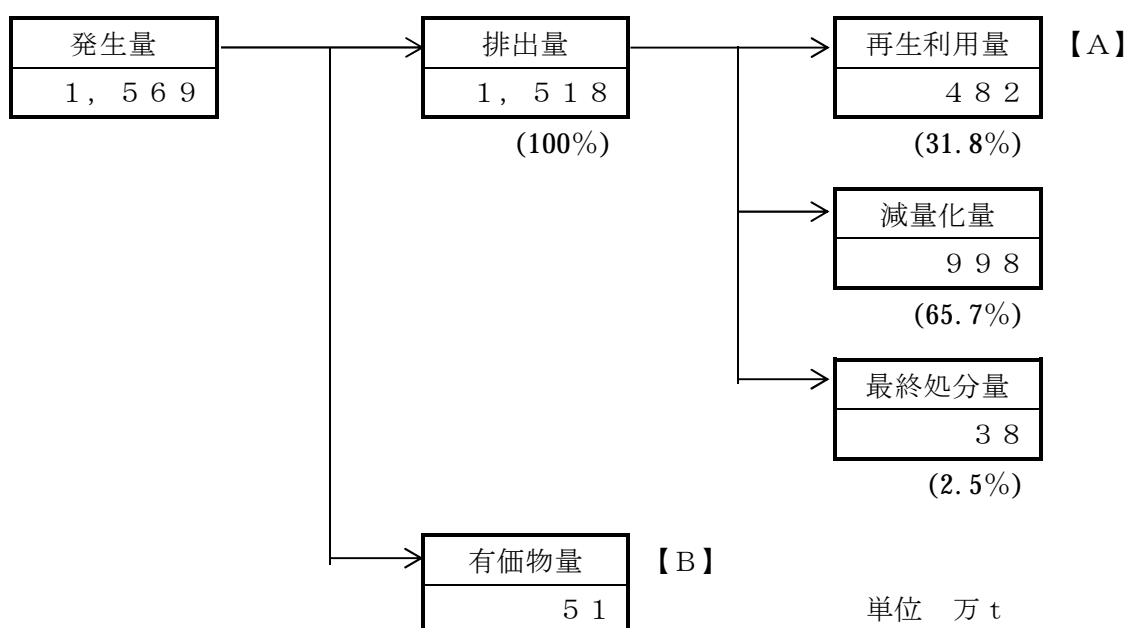 発生量
１，５６９
排出量
１，５１８
(100%)
再生利用量
４８２
(31.8%)
【Ａ】
減量化量
９９８
(65.7%)
最終処分量
３８
(2.5%)
有価物量
５１
【Ｂ】
単位　万ｔ